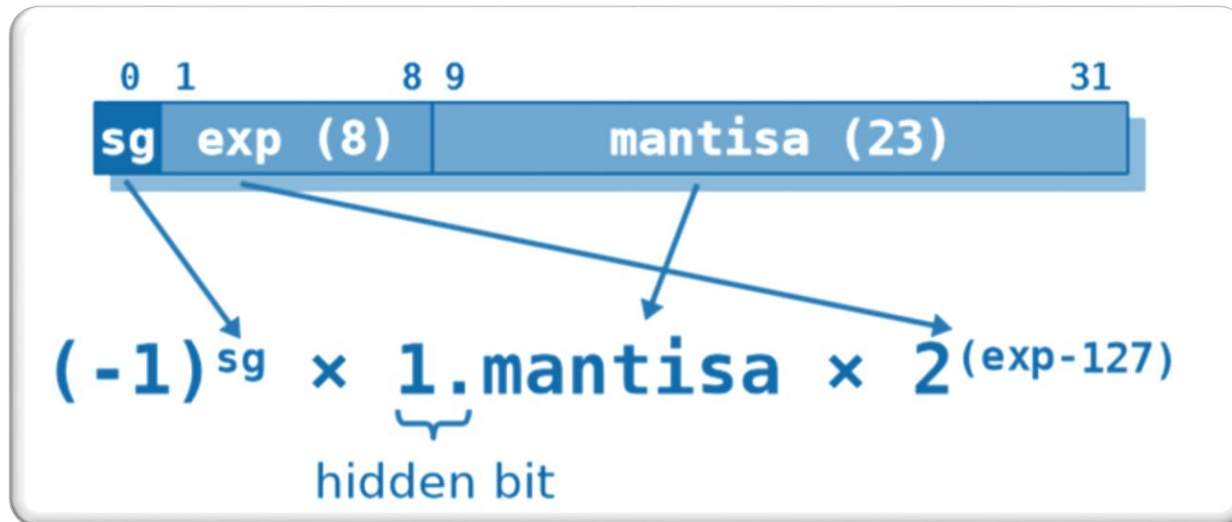 0 1 8 9 31
sg exp (8) mantisa (23)
(-1)sg × 1.mantisa × 2(exp-127)
hidden bit